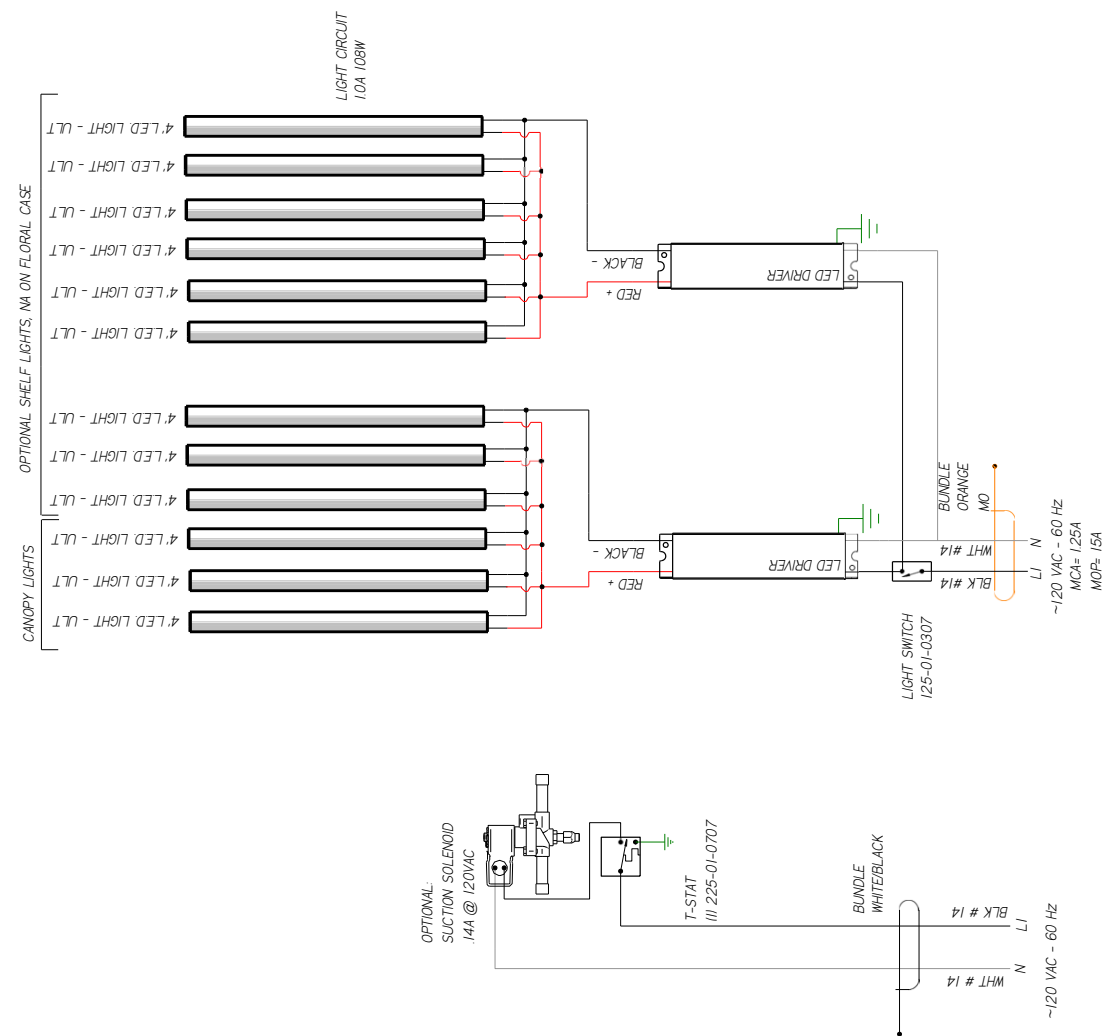 LIGHT CIRCUIT
1.0A 108W
OPTIONAL SHELF LIGHTS, NA ON FLORAL CASE
4' LED LIGHT - ULT
4' LED LIGHT - ULT
4' LED LIGHT - ULT
4' LED LIGHT - ULT
4' LED LIGHT - ULT
4' LED LIGHT - ULT
BLACK -
RED +
LED DRIVER
4' LED LIGHT - ULT
4' LED LIGHT - ULT
4' LED LIGHT - ULT
CANOPY LIGHTS
4' LED LIGHT - ULT
4' LED LIGHT - ULT
4' LED LIGHT - ULT
BLACK -
RED +
LED DRIVER
BUNDLE
ORANGE
MO
WHT #14
N
BLK #14
L1
~120 VAC - 60 Hz
MCA= 1.25A
MOP= 15A
LIGHT SWITCH
125-01-0307
OPTIONAL:
SUCTION SOLENOID
.14A @ 120VAC
T-STAT
111 225-01-0707
BUNDLE
WHITE/BLACK
BLK # 14
L1
WHT # 14
N
~120 VAC - 60 Hz